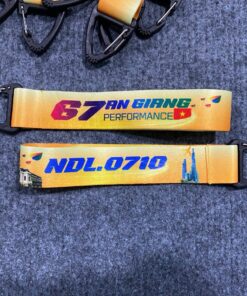 67 AN GIANG
PERFORMANCE
NDL.0710